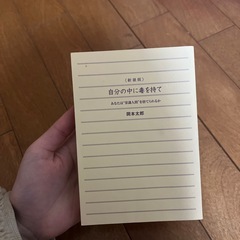 〈新装版〉
自分の中に毒を持て
あなたは“常識人間”を捨てられるか
岡本太郎